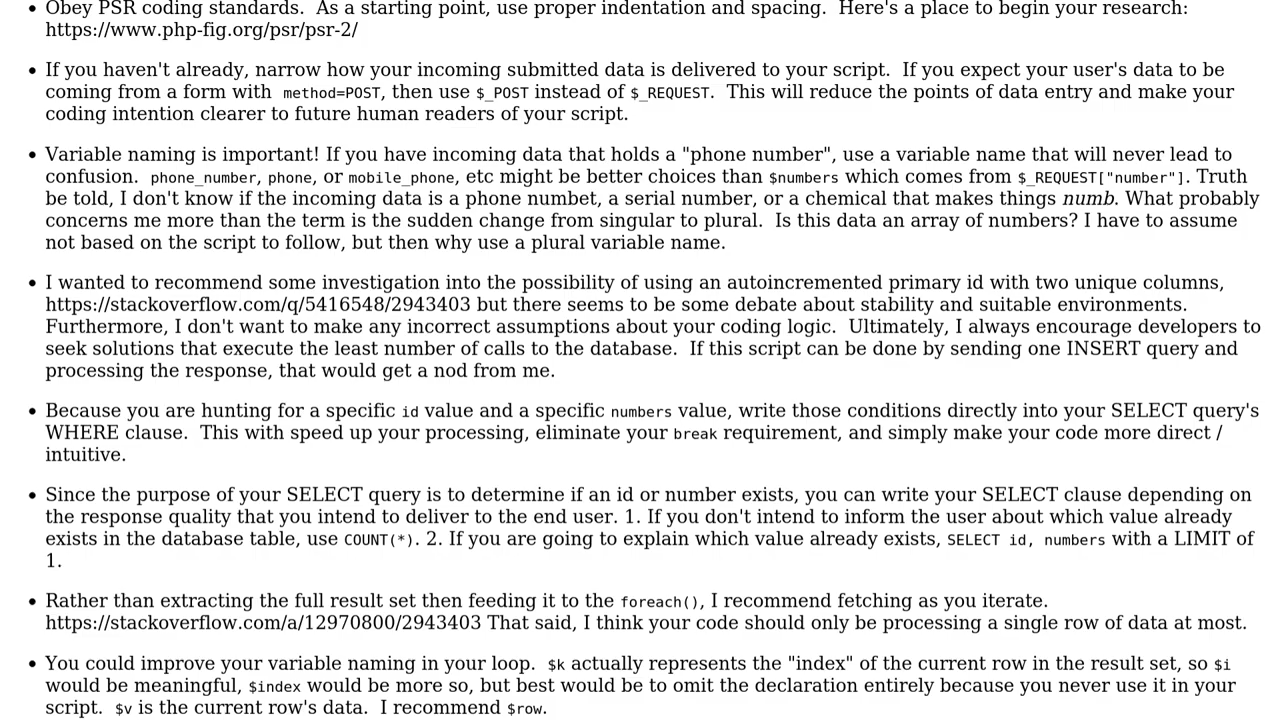 • Obey PSR coding standards.  As a starting point, use proper indentation and spacing.  Here's a place to begin your research:
https://www.php-fig.org/psr/psr-2/
• If you haven't already, narrow how your incoming submitted data is delivered to your script.  If you expect your user's data to be
coming from a form with  method=POST, then use $_POST instead of $_REQUEST.  This will reduce the points of data entry and make your
coding intention clearer to future human readers of your script.
• Variable naming is important! If you have incoming data that holds a "phone number", use a variable name that will never lead to
confusion.  phone_number, phone, or mobile_phone, etc might be better choices than $numbers which comes from $_REQUEST["number"]. Truth
be told, I don't know if the incoming data is a phone numbet, a serial number, or a chemical that makes things numb. What probably
concerns me more than the term is the sudden change from singular to plural.  Is this data an array of numbers? I have to assume
not based on the script to follow, but then why use a plural variable name.
• I wanted to recommend some investigation into the possibility of using an autoincremented primary id with two unique columns,
https://stackoverflow.com/q/5416548/2943403 but there seems to be some debate about stability and suitable environments.
Furthermore, I don't want to make any incorrect assumptions about your coding logic.  Ultimately, I always encourage developers to
seek solutions that execute the least number of calls to the database.  If this script can be done by sending one INSERT query and
processing the response, that would get a nod from me.
• Because you are hunting for a specific id value and a specific numbers value, write those conditions directly into your SELECT query's
WHERE clause.  This with speed up your processing, eliminate your break requirement, and simply make your code more direct /
intuitive.
• Since the purpose of your SELECT query is to determine if an id or number exists, you can write your SELECT clause depending on
the response quality that you intend to deliver to the end user. 1. If you don't intend to inform the user about which value already
exists in the database table, use COUNT(*). 2. If you are going to explain which value already exists, SELECT id, numbers with a LIMIT of
1.
• Rather than extracting the full result set then feeding it to the foreach(), I recommend fetching as you iterate.
https://stackoverflow.com/a/12970800/2943403 That said, I think your code should only be processing a single row of data at most.
• You could improve your variable naming in your loop.  $k actually represents the "index" of the current row in the result set, so $i
would be meaningful, $index would be more so, but best would be to omit the declaration entirely because you never use it in your
script.  $v is the current row's data.  I recommend $row.